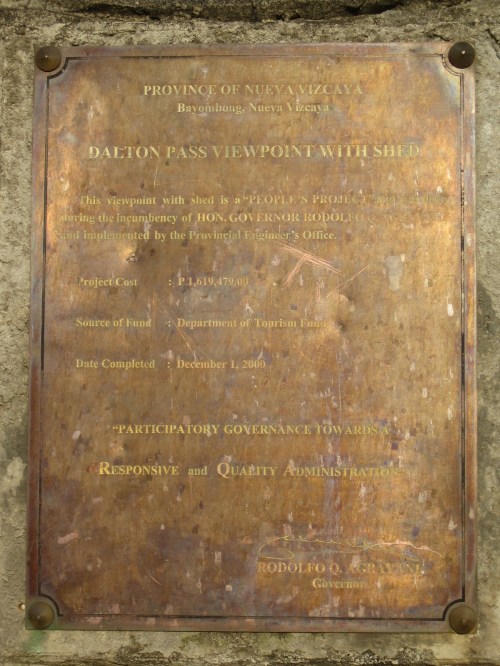 PROVINCE OF NUEVA VIZCAYA
Bayombong, Nueva Vizcaya
DALTON PASS VIEWPOINT WITH SHED
This viewpoint with shed is a "PEOPLE'S PROJECT"
during the incumbency of HON. GOVERNOR RODOLFO Q.
and implemented by the Provincial Engineer's Office.
Project Cost : P 1,619,479.00
Source of Fund : Department of Tourism Fund
Date Completed : December 1, 2000
"PARTICIPATORY GOVERNANCE TOWARDS A
RESPONSIVE and QUALITY ADMINISTRATION"
RODOLFO Q. AGBAYANI
Governor